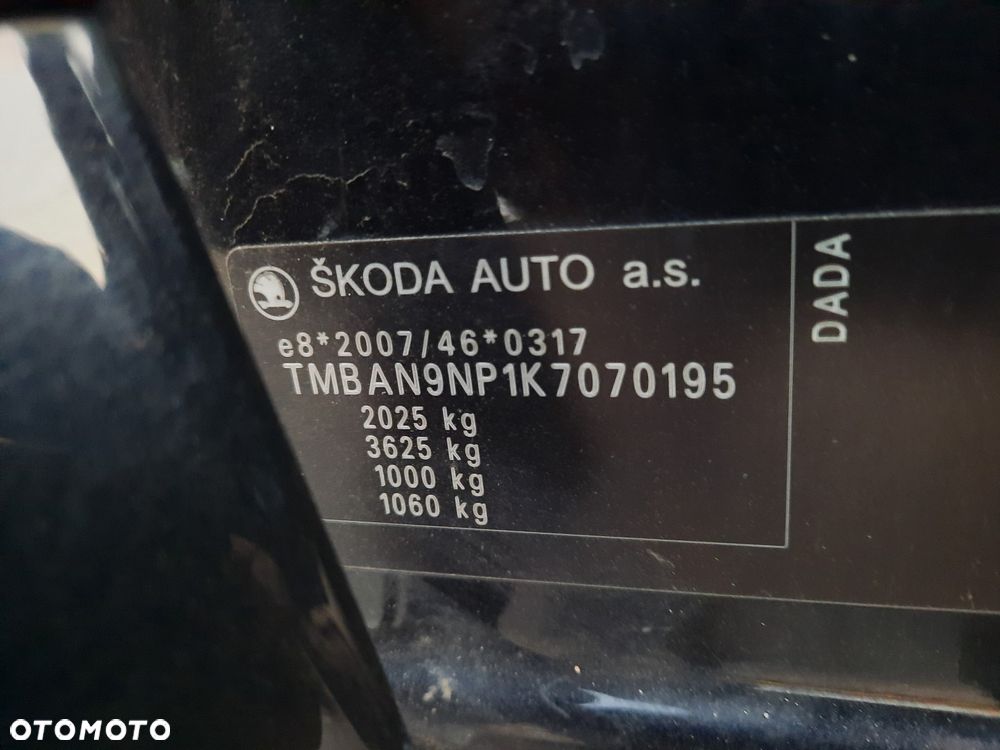 ŠKODA AUTO a.s.
e8*2007/46*0317
TMBAN9NP1K7070195
2025 kg
3625 kg
1000 kg
1060 kg
DADA
OTOMOTO